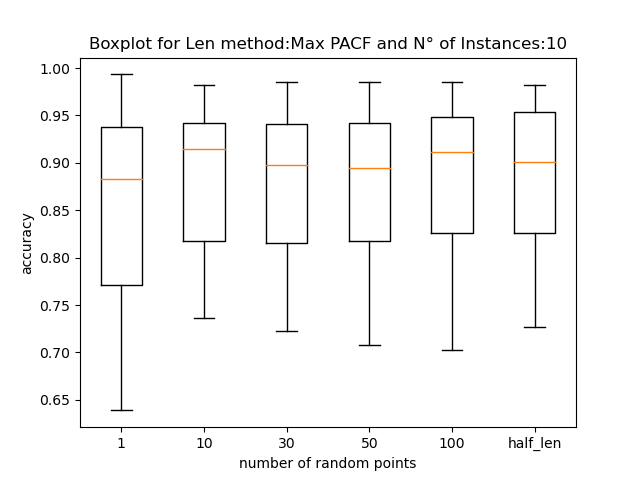 Boxplot for Len method:Max PACF and N° of Instances:10
1.00
0.95
0.90
0.85
0.80
0.75
0.70
0.65
accuracy
1 10 30 50 100 half_len
number of random points